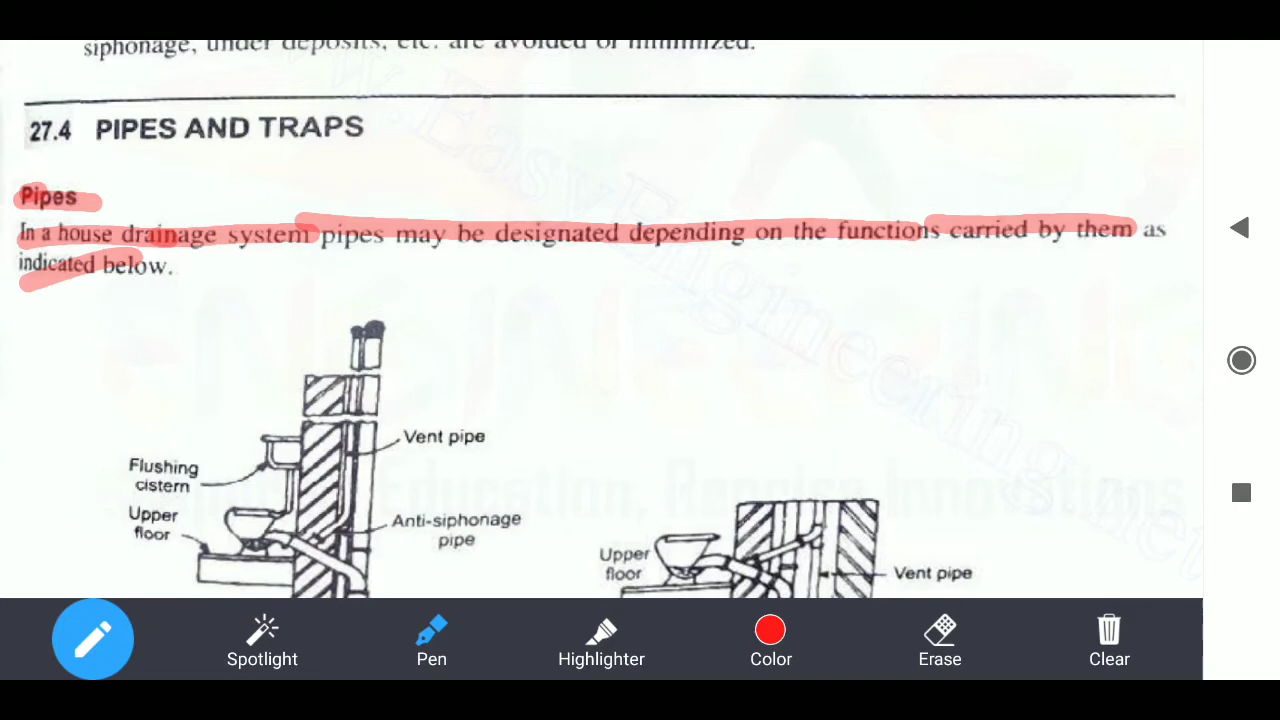 siphonage, under deposits, etc. are avoided or minimized.
27.4 PIPES AND TRAPS
Pipes
In a house drainage system pipes may be designated depending on the functions carried by them as
indicated below.
Vent pipe
Flushing
cistern
Upper
floor
Anti-siphonage
pipe
Upper
floor
Vent pipe
Spotlight
Pen
Highlighter
Color
Erase
Clear